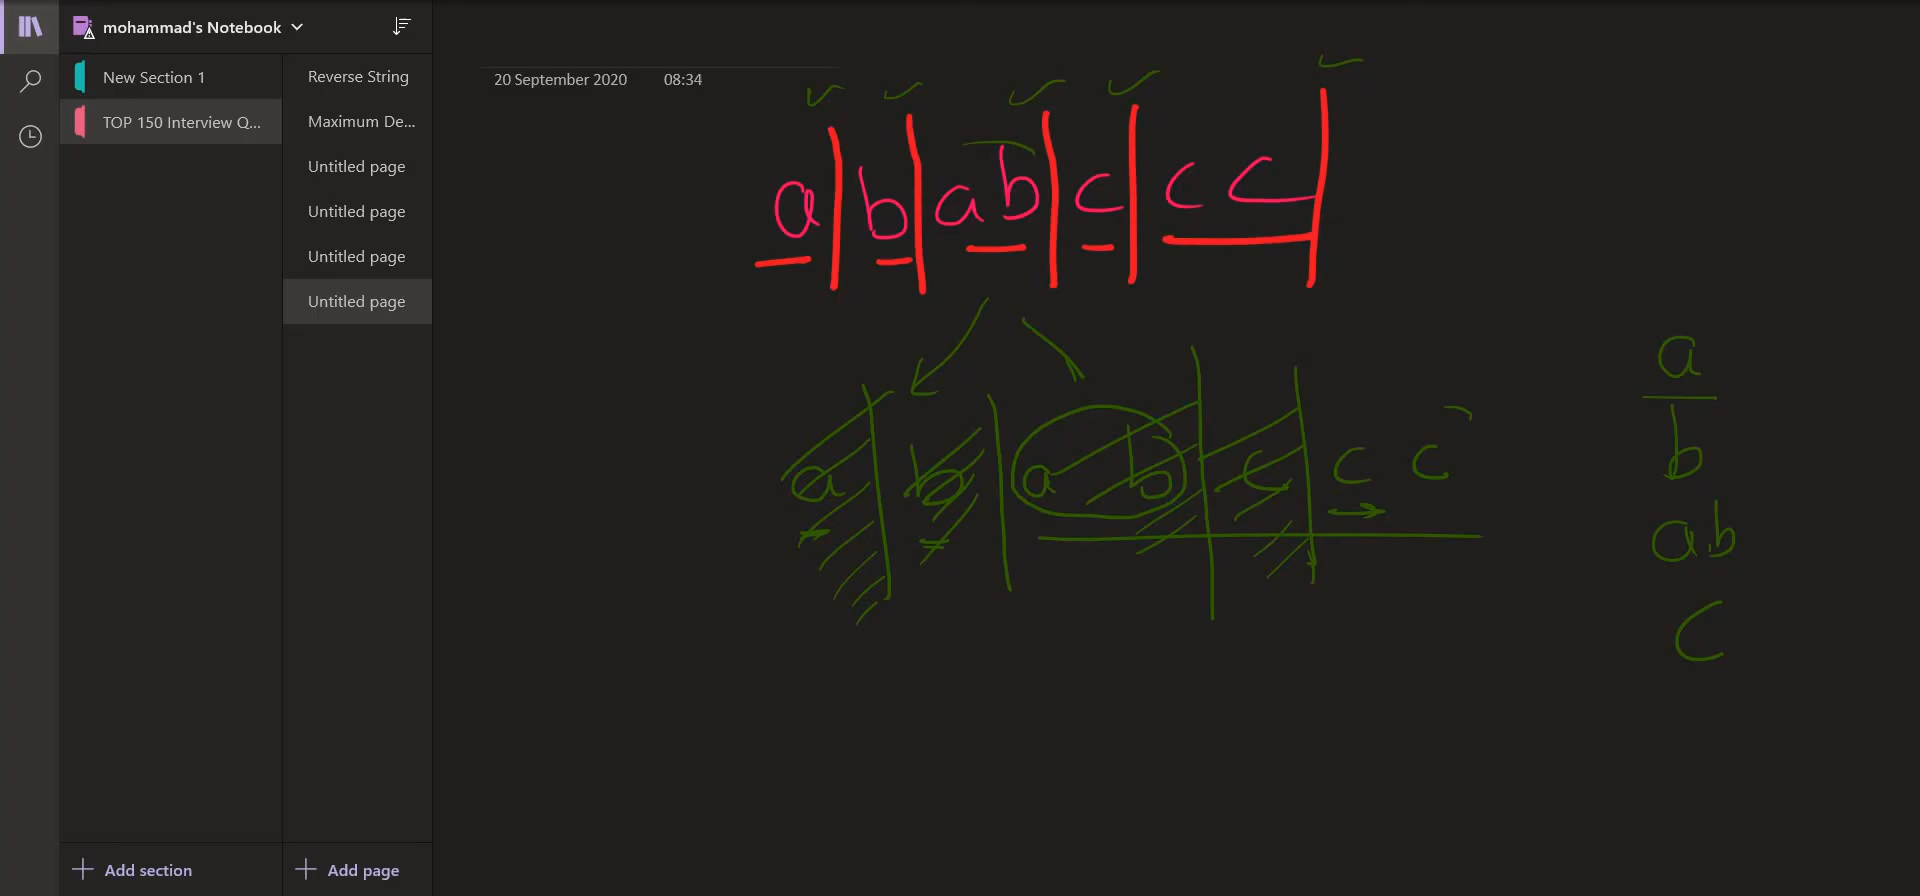 mohammad's Notebook
New Section 1
TOP 150 Interview Q...
Add section
Reverse String
Maximum De...
Untitled page
Untitled page
Untitled page
Untitled page
Add page
20 September 2020 08:34
a b ab c c c
a b a b c c c
a
b
ab
c